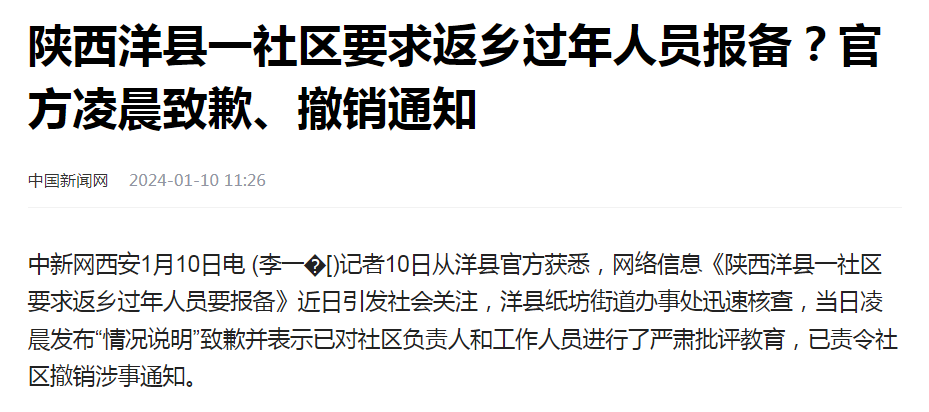 陕西洋县一社区要求返乡过年人员报备？官
方凌晨致歉、撤销通知
中国新闻网 2024-01-10 11:26
中新网西安1月10日电 (李一�[)记者10日从洋县官方获悉，网络信息《陕西洋县一社区
要求返乡过年人员要报备》近日引发社会关注，洋县纸坊街道办事处迅速核查，当日凌
晨发布“情况说明”致歉并表示已对社区负责人和工作人员进行了严肃批评教育，已责令社
区撤销涉事通知。